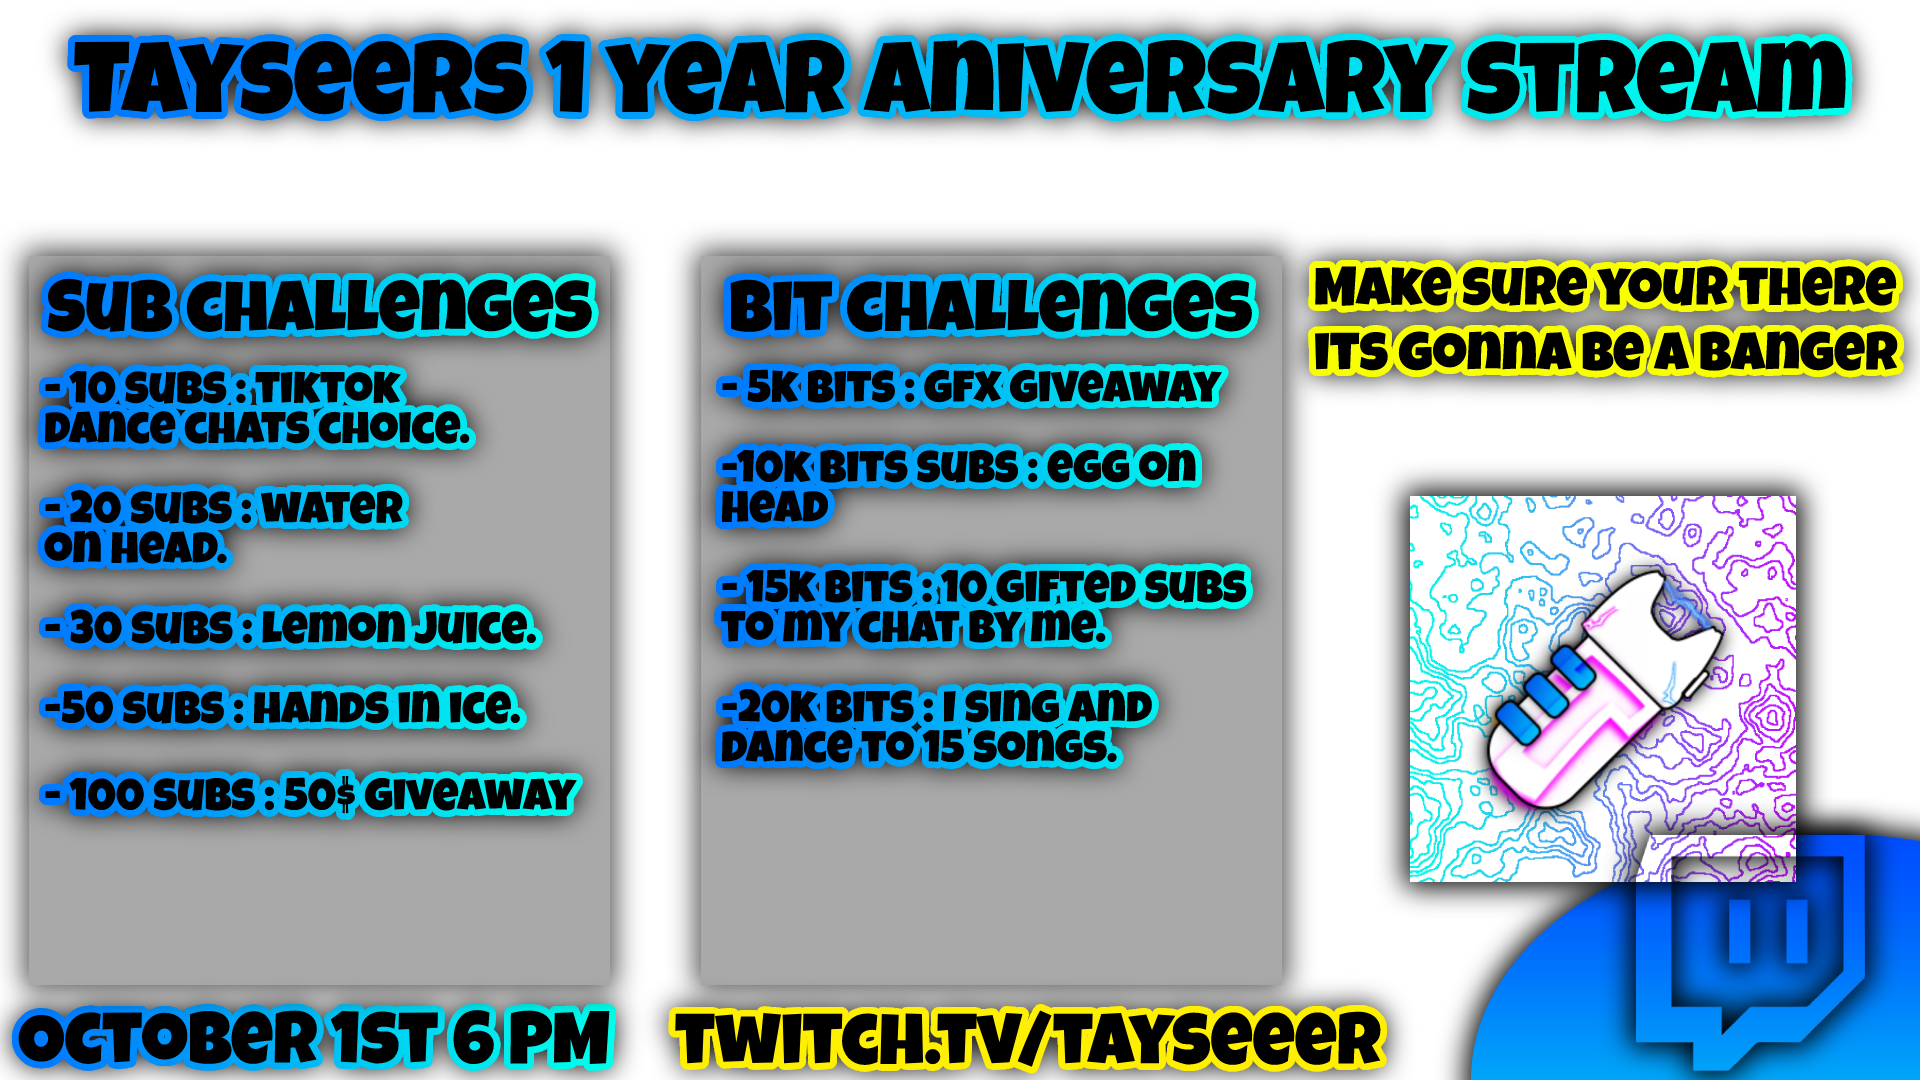 TAYSEERS 1 YEAR ANIVERSARY STREAM
SUB CHALLENGES
- 10 SUBS : TIKTOK
DANCE CHATS CHOICE.
- 20 SUBS : WATER
ON HEAD.
- 30 SUBS : LEMON JUICE.
-50 SUBS : HANDS IN ICE.
- 100 SUBS : 50$ GIVEAWAY
BIT CHALLENGES
- 5K BITS : GFX GIVEAWAY
-10K BITS SUBS : EGG ON
HEAD
- 15K BITS : 10 GIFTED SUBS
TO MY CHAT BY ME.
-20K BITS : I SING AND
DANCE TO 15 SONGS.
MAKE SURE YOUR THERE
ITS GONNA BE A BANGER
OCTOBER 1ST 6 PM
TWITCH.TV/TAYSEEER